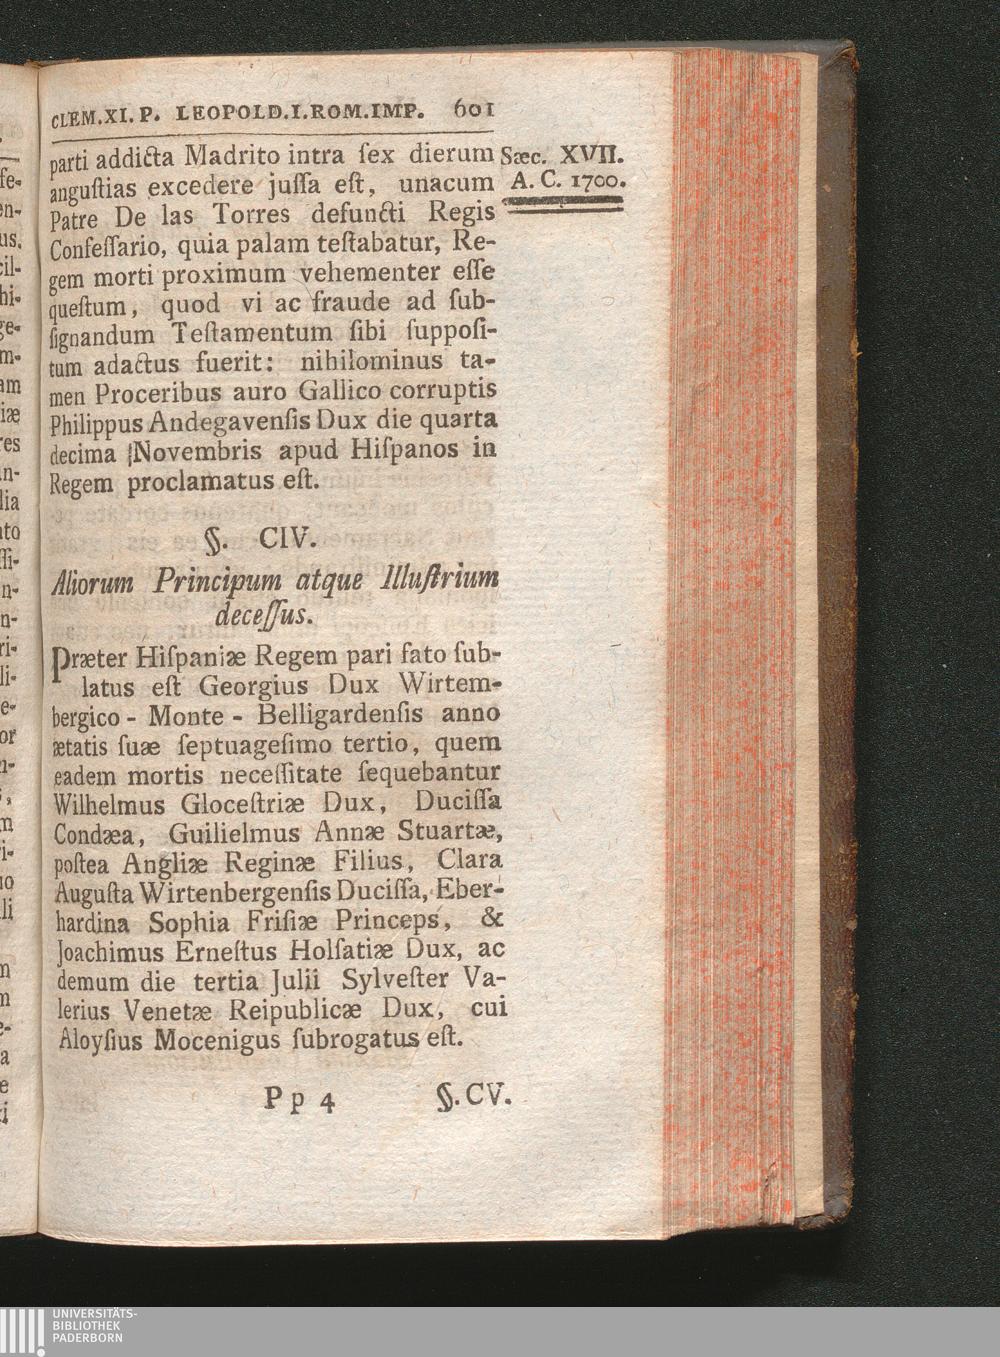 CLEM.XI.P. LEOPOLD.I.ROM.IMP. 601
Sæc. XVII.
A. C. 1700.
parti addicta Madrito intra ſex dierum
anguſtias excedere juſſa eſt, unacum
Patre De las Torres defuncti Regis
Confeſſario, quia palam teſtabatur, Re-
gem morti proximum vehementer eſſe
queſtum, quod vi ac fraude ad ſub-
ſignandum Teſtamentum ſibi ſuppoſi-
tum adactus fuerit: nihilominus ta-
men Proceribus auro Gallico corruptis
Philippus Andegavenſis Dux die quarta
decima Novembris apud Hiſpanos in
Regem proclamatus eſt.
§. CIV.
Aliorum Principum atque Illuſtrium
deceſſus.
Præter Hiſpaniæ Regem pari fato ſub-
latus eſt Georgius Dux Wirtem-
bergico - Monte - Belligardenſis anno
ætatis ſuæ ſeptuageſimo tertio, quem
eadem mortis neceſſitate ſequebantur
Wilhelmus Gloceſtriæ Dux, Duciſſa
Condæa, Guilielmus Annæ Stuartæ,
poſtea Angliæ Reginæ Filius, Clara
Auguſta Wirtenbergenſis Duciſſa, Eber-
hardina Sophia Friſiæ Princeps, &
Joachimus Erneſtus Holſatiæ Dux, ac
demum die tertia Julii Sylveſter Va-
lerius Venetæ Reipublicæ Dux, cui
Aloyſius Mocenigus ſubrogatus eſt.
Pp 4 §.CV.
UNIVERSITÄTS-
BIBLIOTHEK
PADERBORN